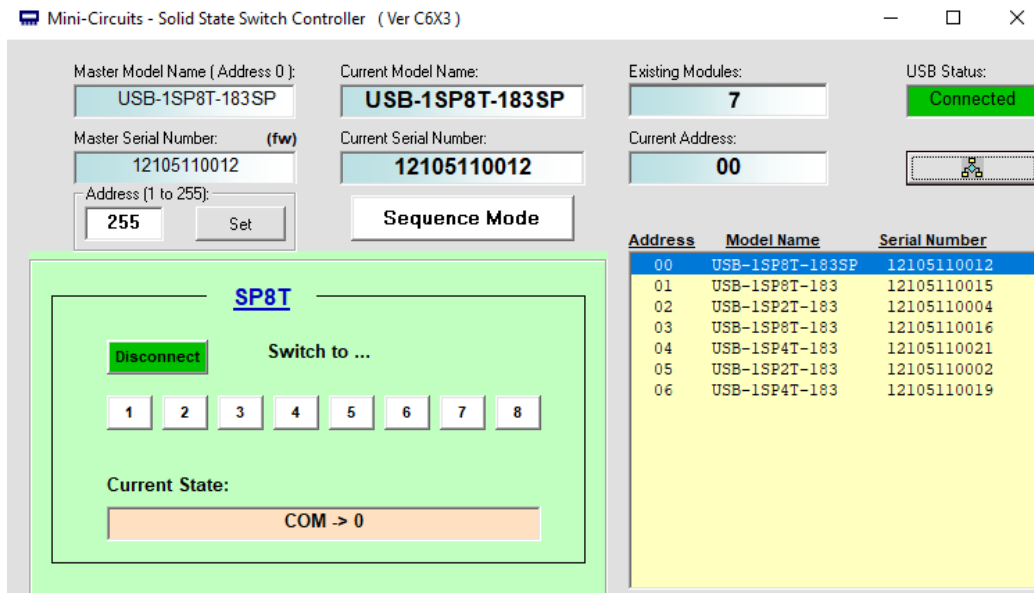 Mini-Circuits - Solid State Switch Controller ( Ver C6X3 )
Master Model Name ( Address 0 ): Current Model Name: Existing Modules: USB Status:
USB-1SP8T-183SP USB-1SP8T-183SP 7 Connected
Master Serial Number: (fw) Current Serial Number: Current Address:
12105110012 12105110012 00
Address (1 to 255):
255 Set Sequence Mode
Address Model Name Serial Number
00 USB-1SP8T-183SP 12105110012
01 USB-1SP8T-183 12105110015
02 USB-1SP2T-183 12105110004
03 USB-1SP8T-183 12105110016
04 USB-1SP4T-183 12105110021
05 USB-1SP2T-183 12105110002
06 USB-1SP4T-183 12105110019
SP8T
Disconnect Switch to ...
1 2 3 4 5 6 7 8
Current State:
COM -> 0